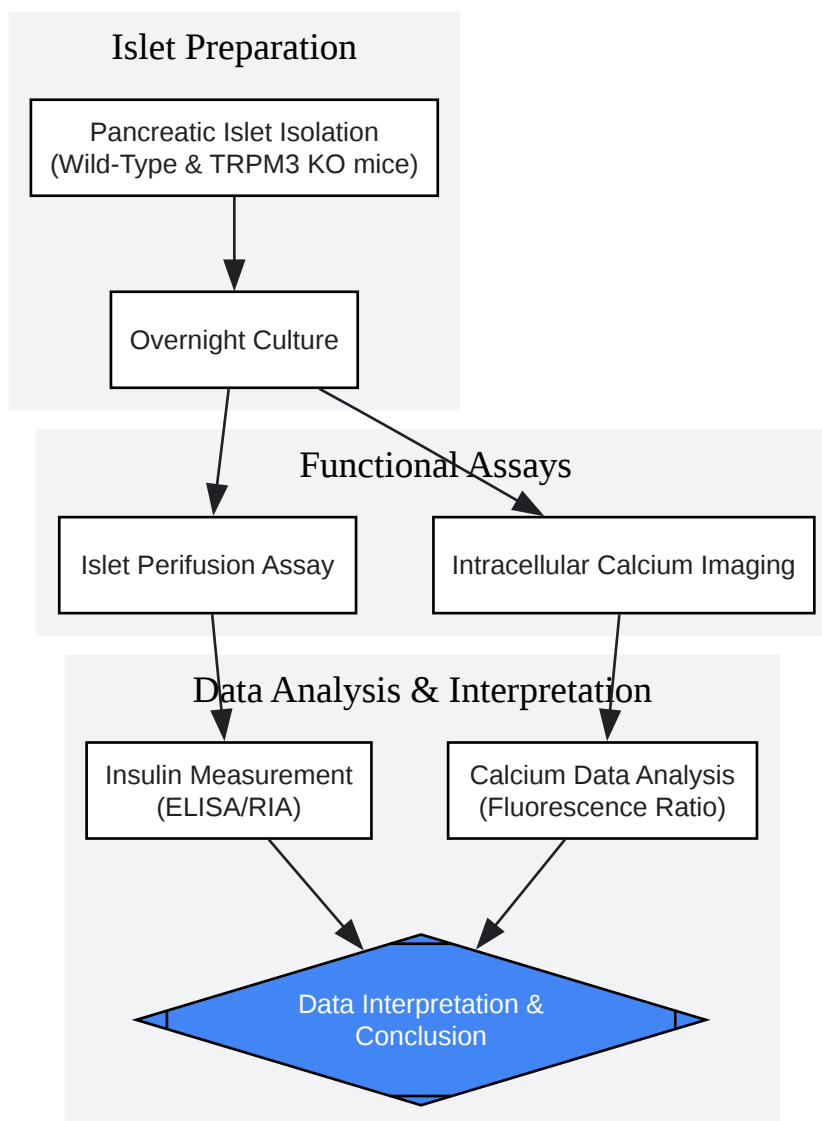 Islet Preparation
Pancreatic Islet Isolation
(Wild-Type & TRPM3 KO mice)
Overnight Culture
Functional Assays
Islet Perifusion Assay
Intracellular Calcium Imaging
Data Analysis & Interpretation
Insulin Measurement
(ELISA/RIA)
Calcium Data Analysis
(Fluorescence Ratio)
Data Interpretation &
Conclusion